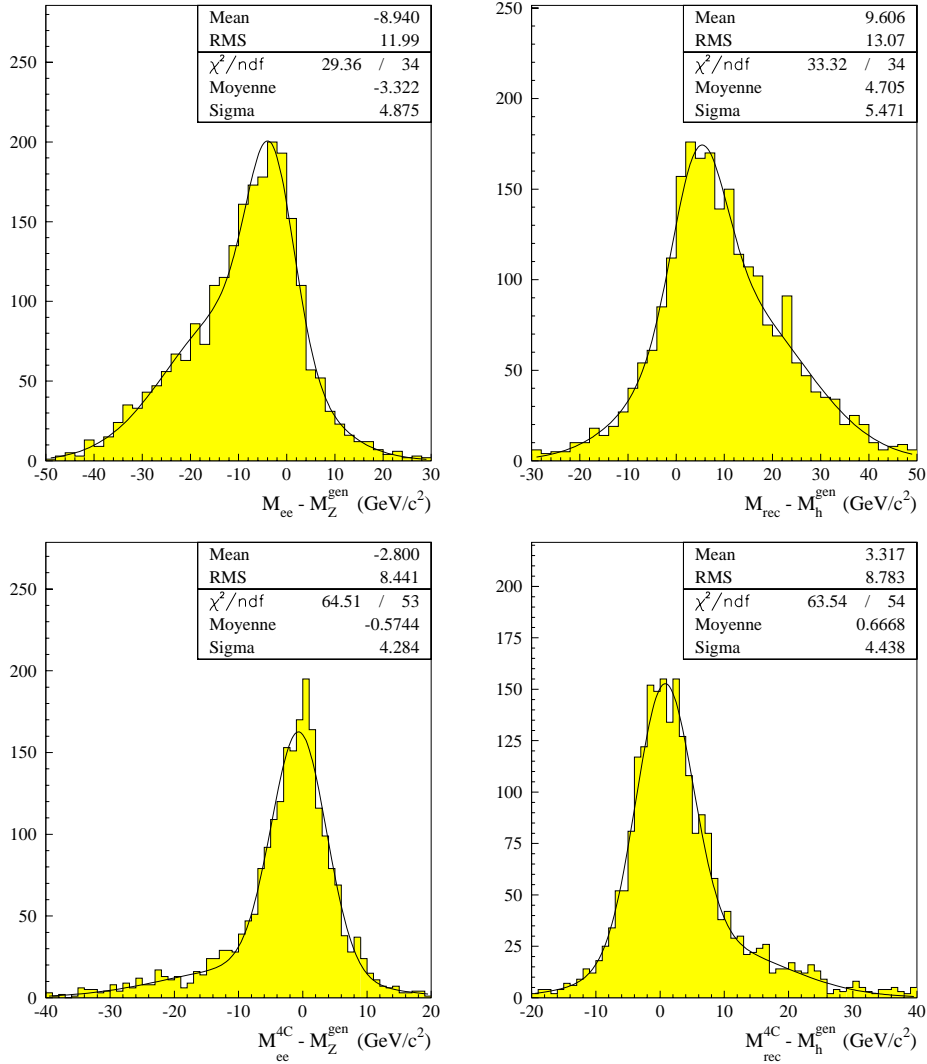 Mean -8.940
RMS 11.99
χ²/ndf 29.36 / 34
Moyenne -3.322
Sigma 4.875
250
200
150
100
50
0
-50 -40 -30 -20 -10 0 10 20 30
M_ee - M_Z^gen (GeV/c²)
Mean 9.606
RMS 13.07
χ²/ndf 33.32 / 34
Moyenne 4.705
Sigma 5.471
250
200
150
100
50
0
-30 -20 -10 0 10 20 30 40 50
M_rec - M_h^gen (GeV/c²)
Mean -2.800
RMS 8.441
χ²/ndf 64.51 / 53
Moyenne -0.5744
Sigma 4.284
250
200
150
100
50
0
-40 -30 -20 -10 0 10 20
M_ee^4C - M_Z^gen (GeV/c²)
Mean 3.317
RMS 8.783
χ²/ndf 63.54 / 54
Moyenne 0.6668
Sigma 4.438
200
175
150
125
100
75
50
25
0
-20 -10 0 10 20 30 40
M_rec^4C - M_h^gen (GeV/c²)